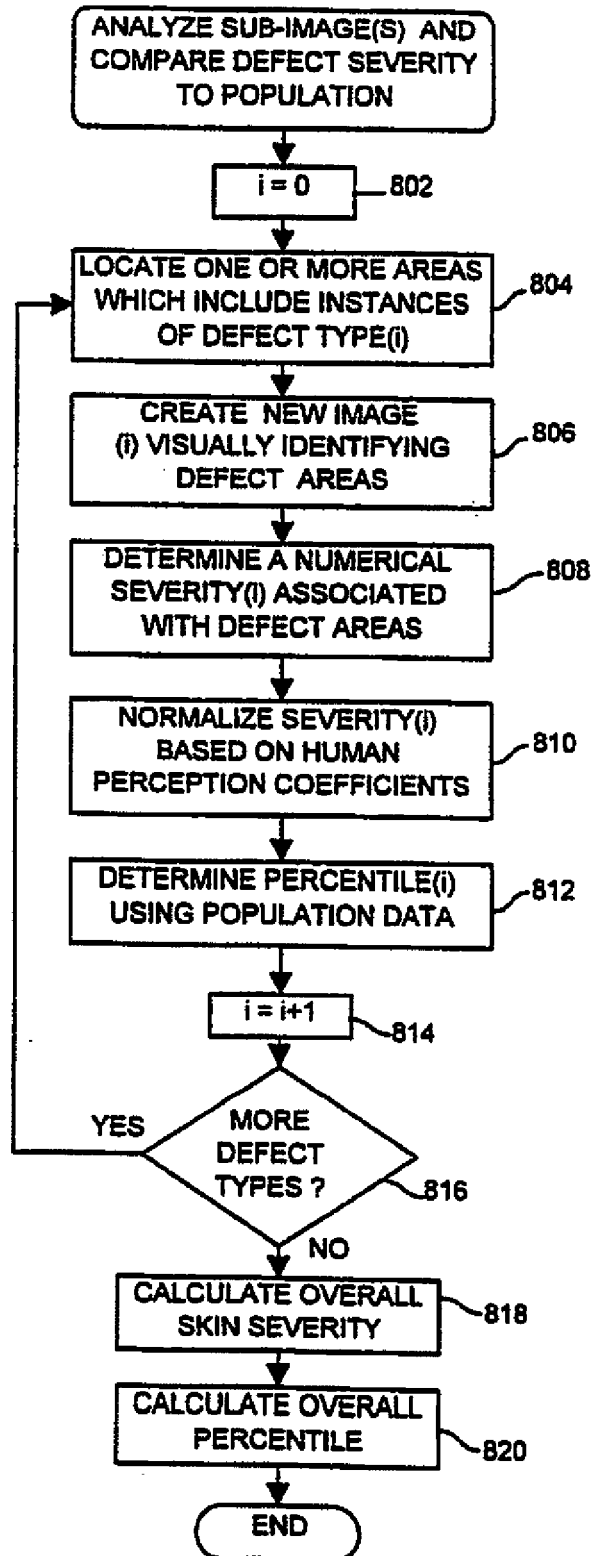 ANALYZE SUB-IMAGE(S) AND
COMPARE DEFECT SEVERITY
TO POPULATION
i = 0
802
LOCATE ONE OR MORE AREAS
WHICH INCLUDE INSTANCES
OF DEFECT TYPE(i)
804
CREATE NEW IMAGE
(i) VISUALLY IDENTIFYING
DEFECT AREAS
806
DETERMINE A NUMERICAL
SEVERITY(i) ASSOCIATED
WITH DEFECT AREAS
808
NORMALIZE SEVERITY(i)
BASED ON HUMAN
PERCEPTION COEFFICIENTS
810
DETERMINE PERCENTILE(i)
USING POPULATION DATA
812
i = i+1
814
YES
MORE
DEFECT
TYPES ?
816
NO
CALCULATE OVERALL
SKIN SEVERITY
818
CALCULATE OVERALL
PERCENTILE
820
END